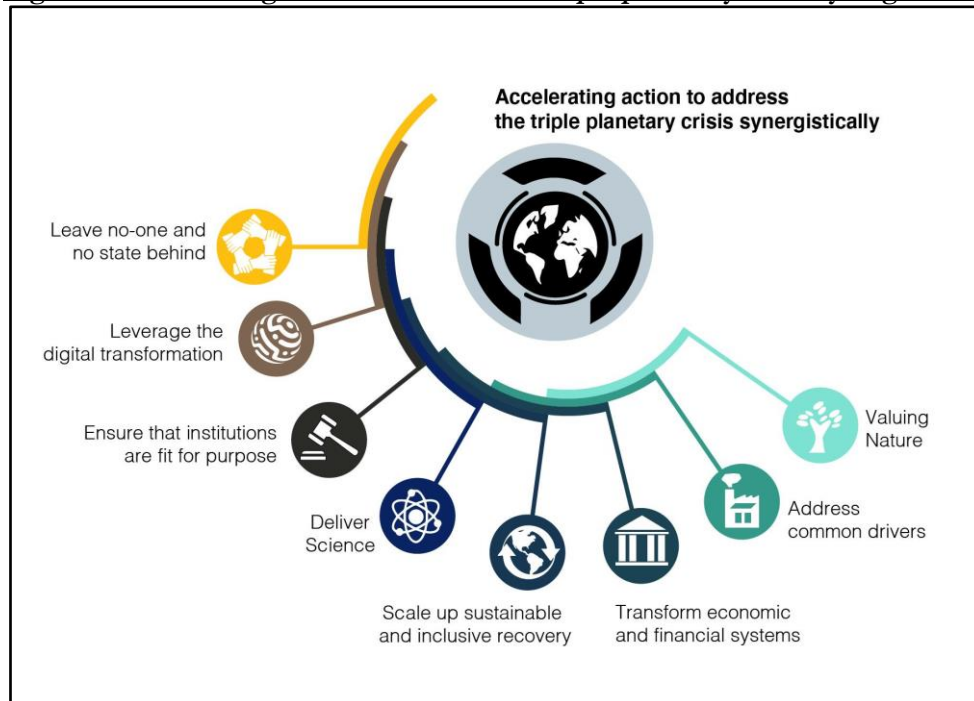 Accelerating action to address
the triple planetary crisis synergistically
Leave no-one and
no state behind
Leverage the
digital transformation
Ensure that institutions
are fit for purpose
Deliver
Science
Scale up sustainable
and inclusive recovery
Transform economic
and financial systems
Address
common drivers
Valuing
Nature